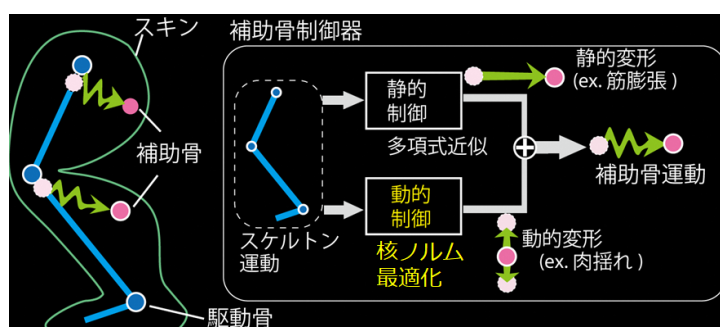 スキン
補助骨
駆動骨
補助骨制御器
スケルトン
運動
静的
制御
多項式近似
動的
制御
核ノルム
最適化
静的変形
(ex. 筋膨張)
補助骨運動
動的変形
(ex. 肉揺れ)